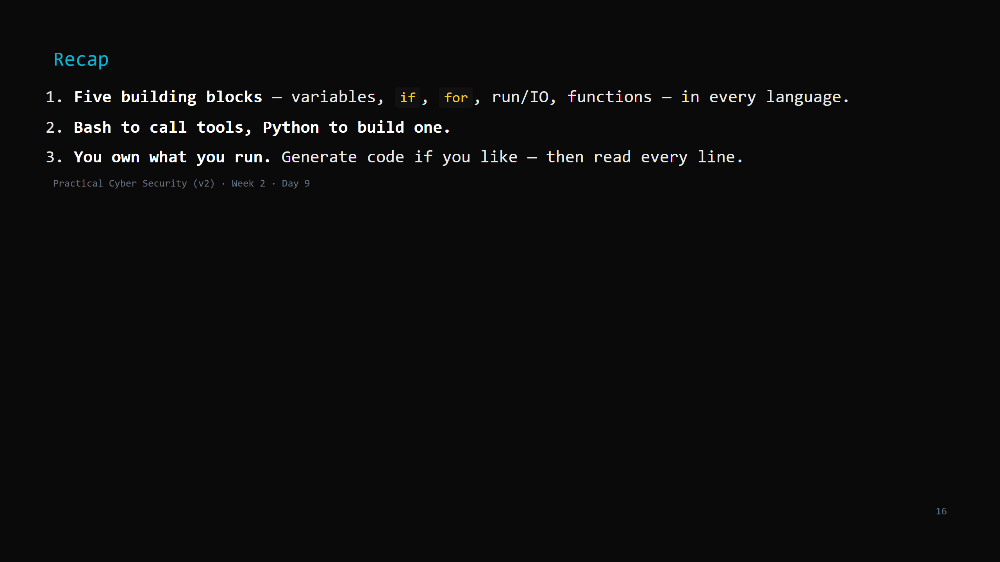 Recap
1. Five building blocks — variables, if, for, run/IO, functions — in every language.
2. Bash to call tools, Python to build one.
3. You own what you run. Generate code if you like — then read every line.
Practical Cyber Security (v2) · Week 2 · Day 9
16